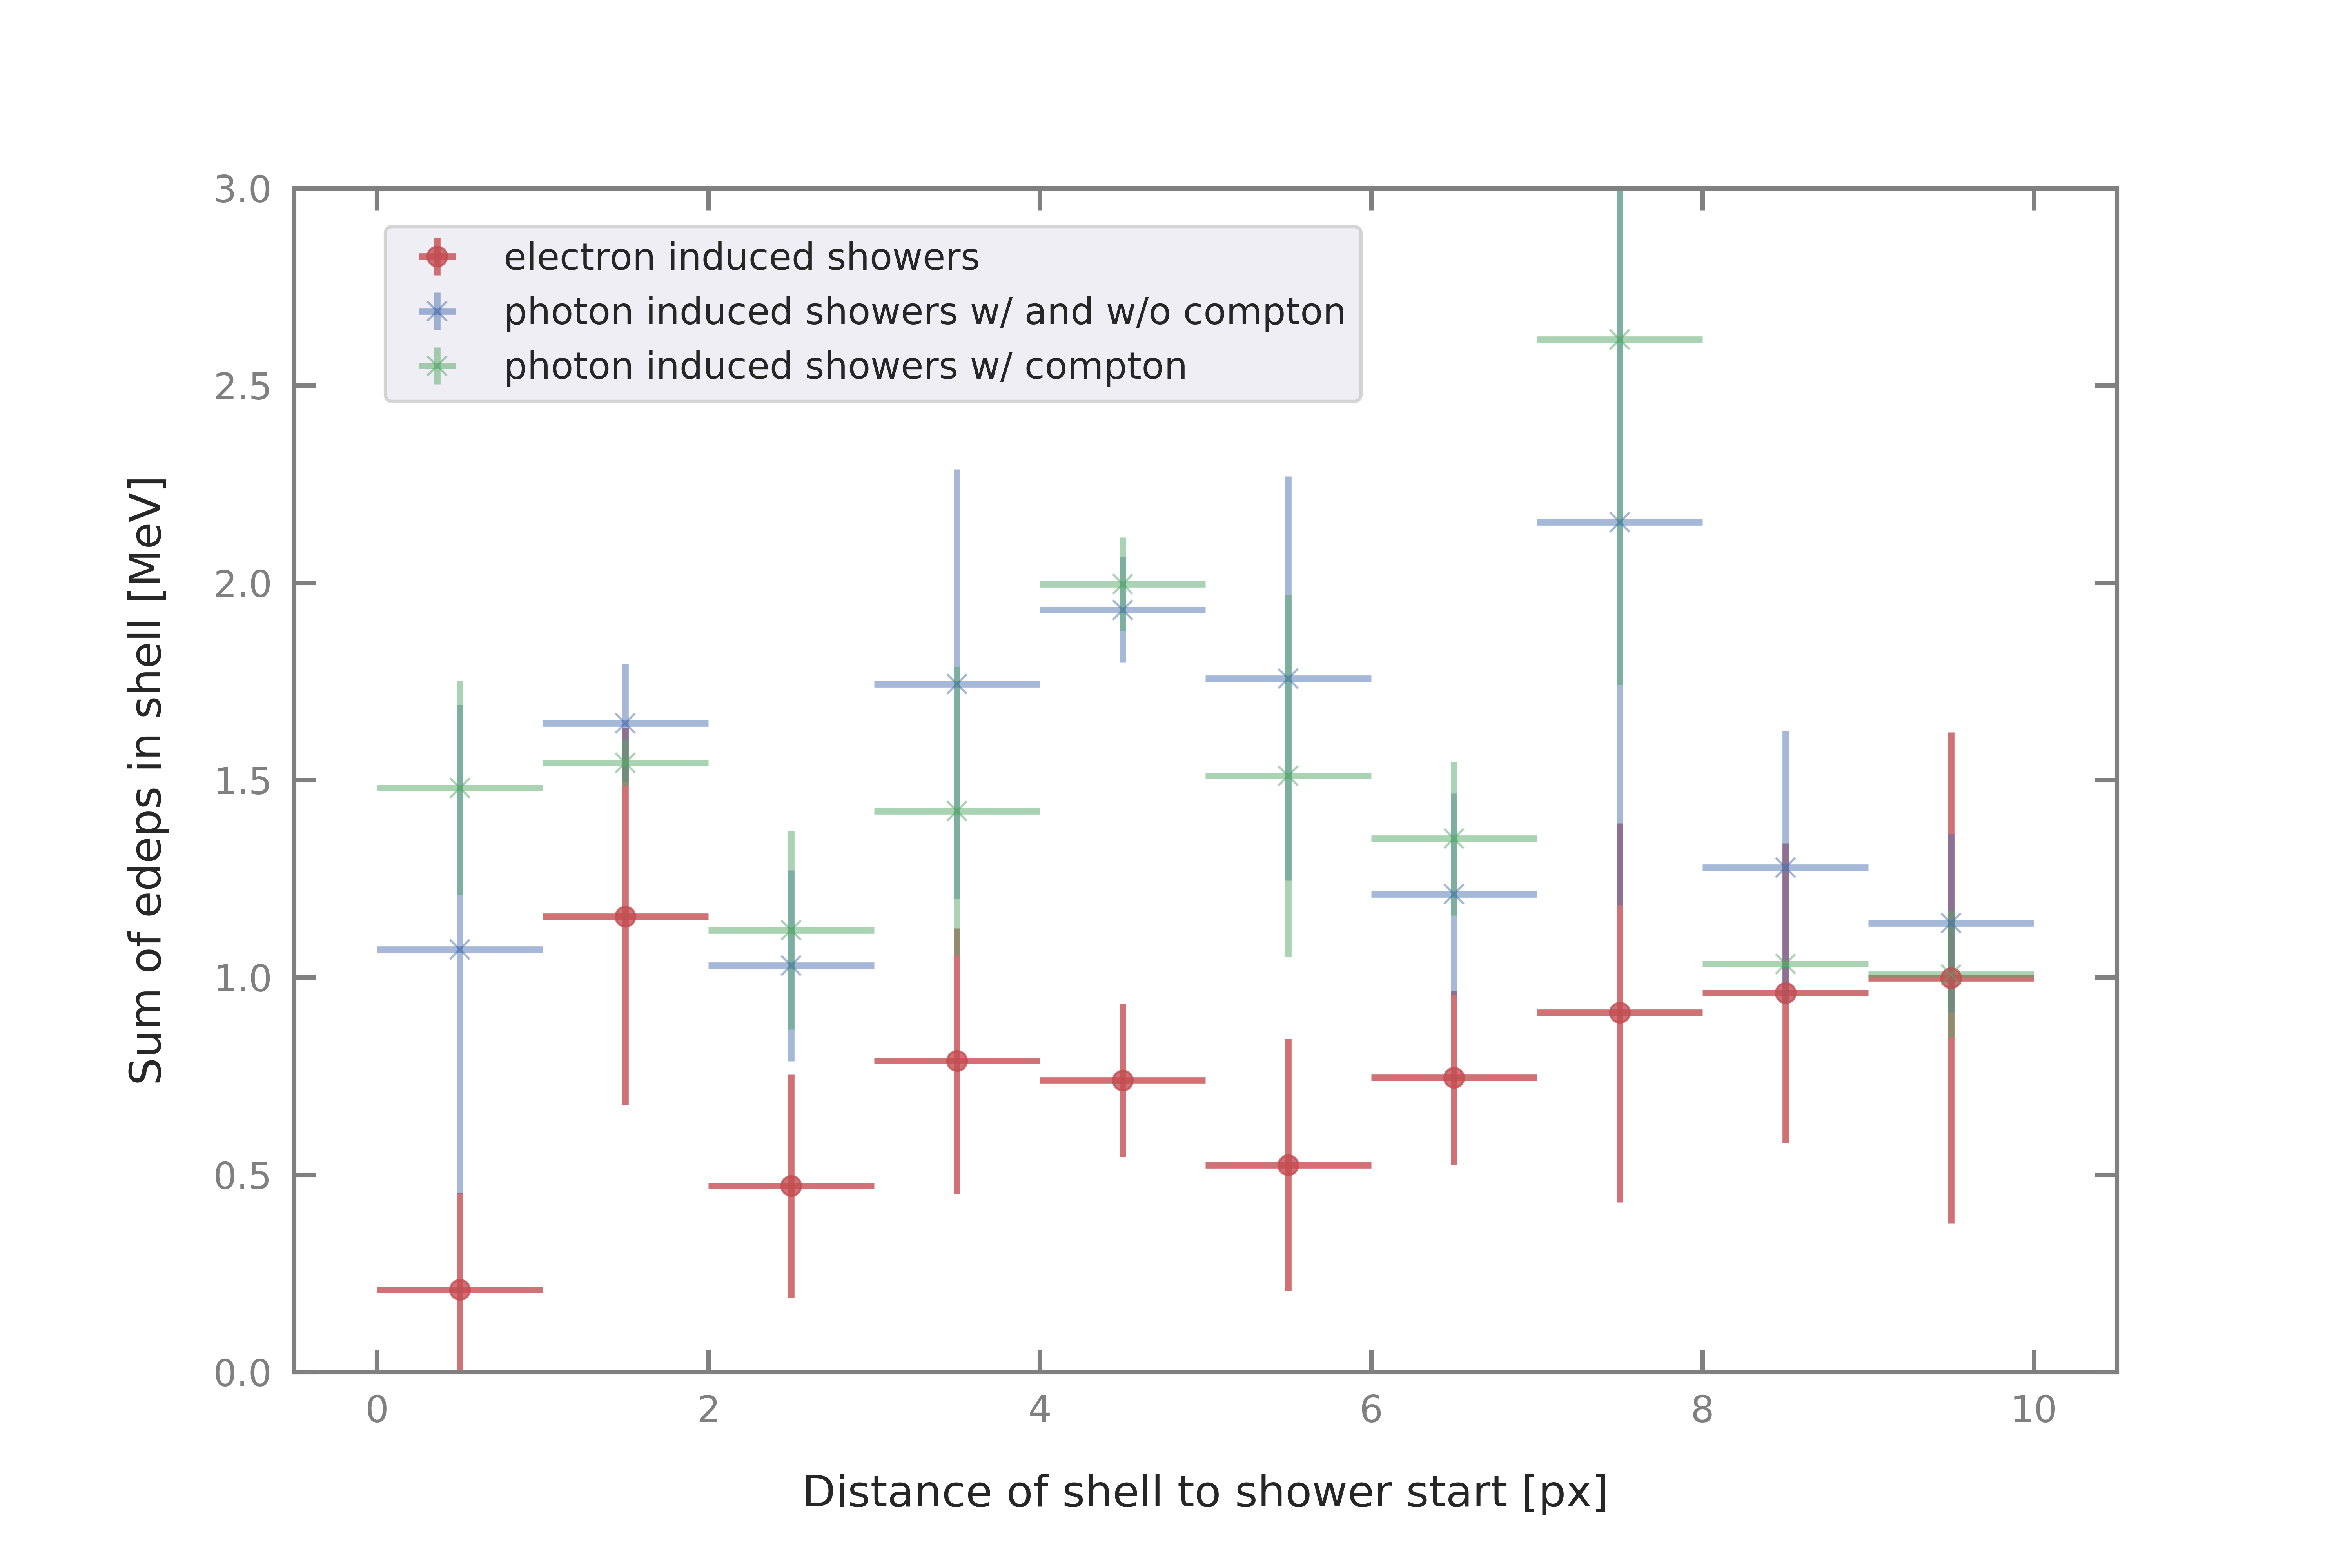 3.0
2.5
2.0
1.5
1.0
0.5
0.0
Sum of edeps in shell [MeV]
electron induced showers
photon induced showers w/ and w/o compton
photon induced showers w/ compton
0 2 4 6 8 10
Distance of shell to shower start [px]